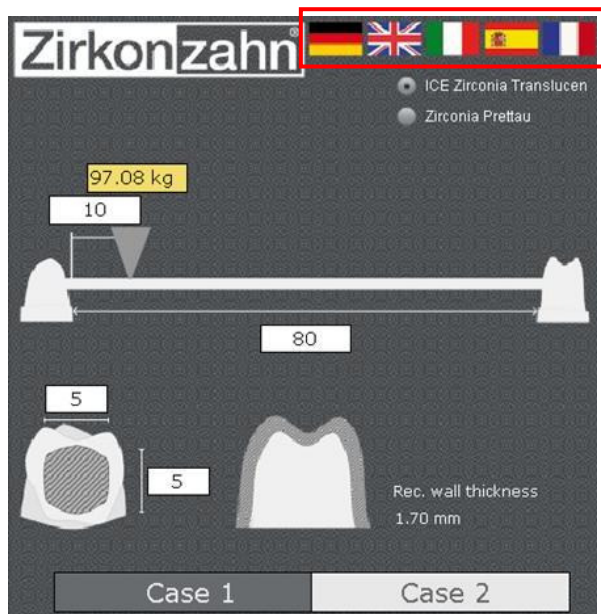 Zirkonzahn®
ICE Zirconia Translucen
Zirconia Prettau
97.08 kg
10
80
5
5
Rec. wall thickness
1.70 mm
Case 1
Case 2